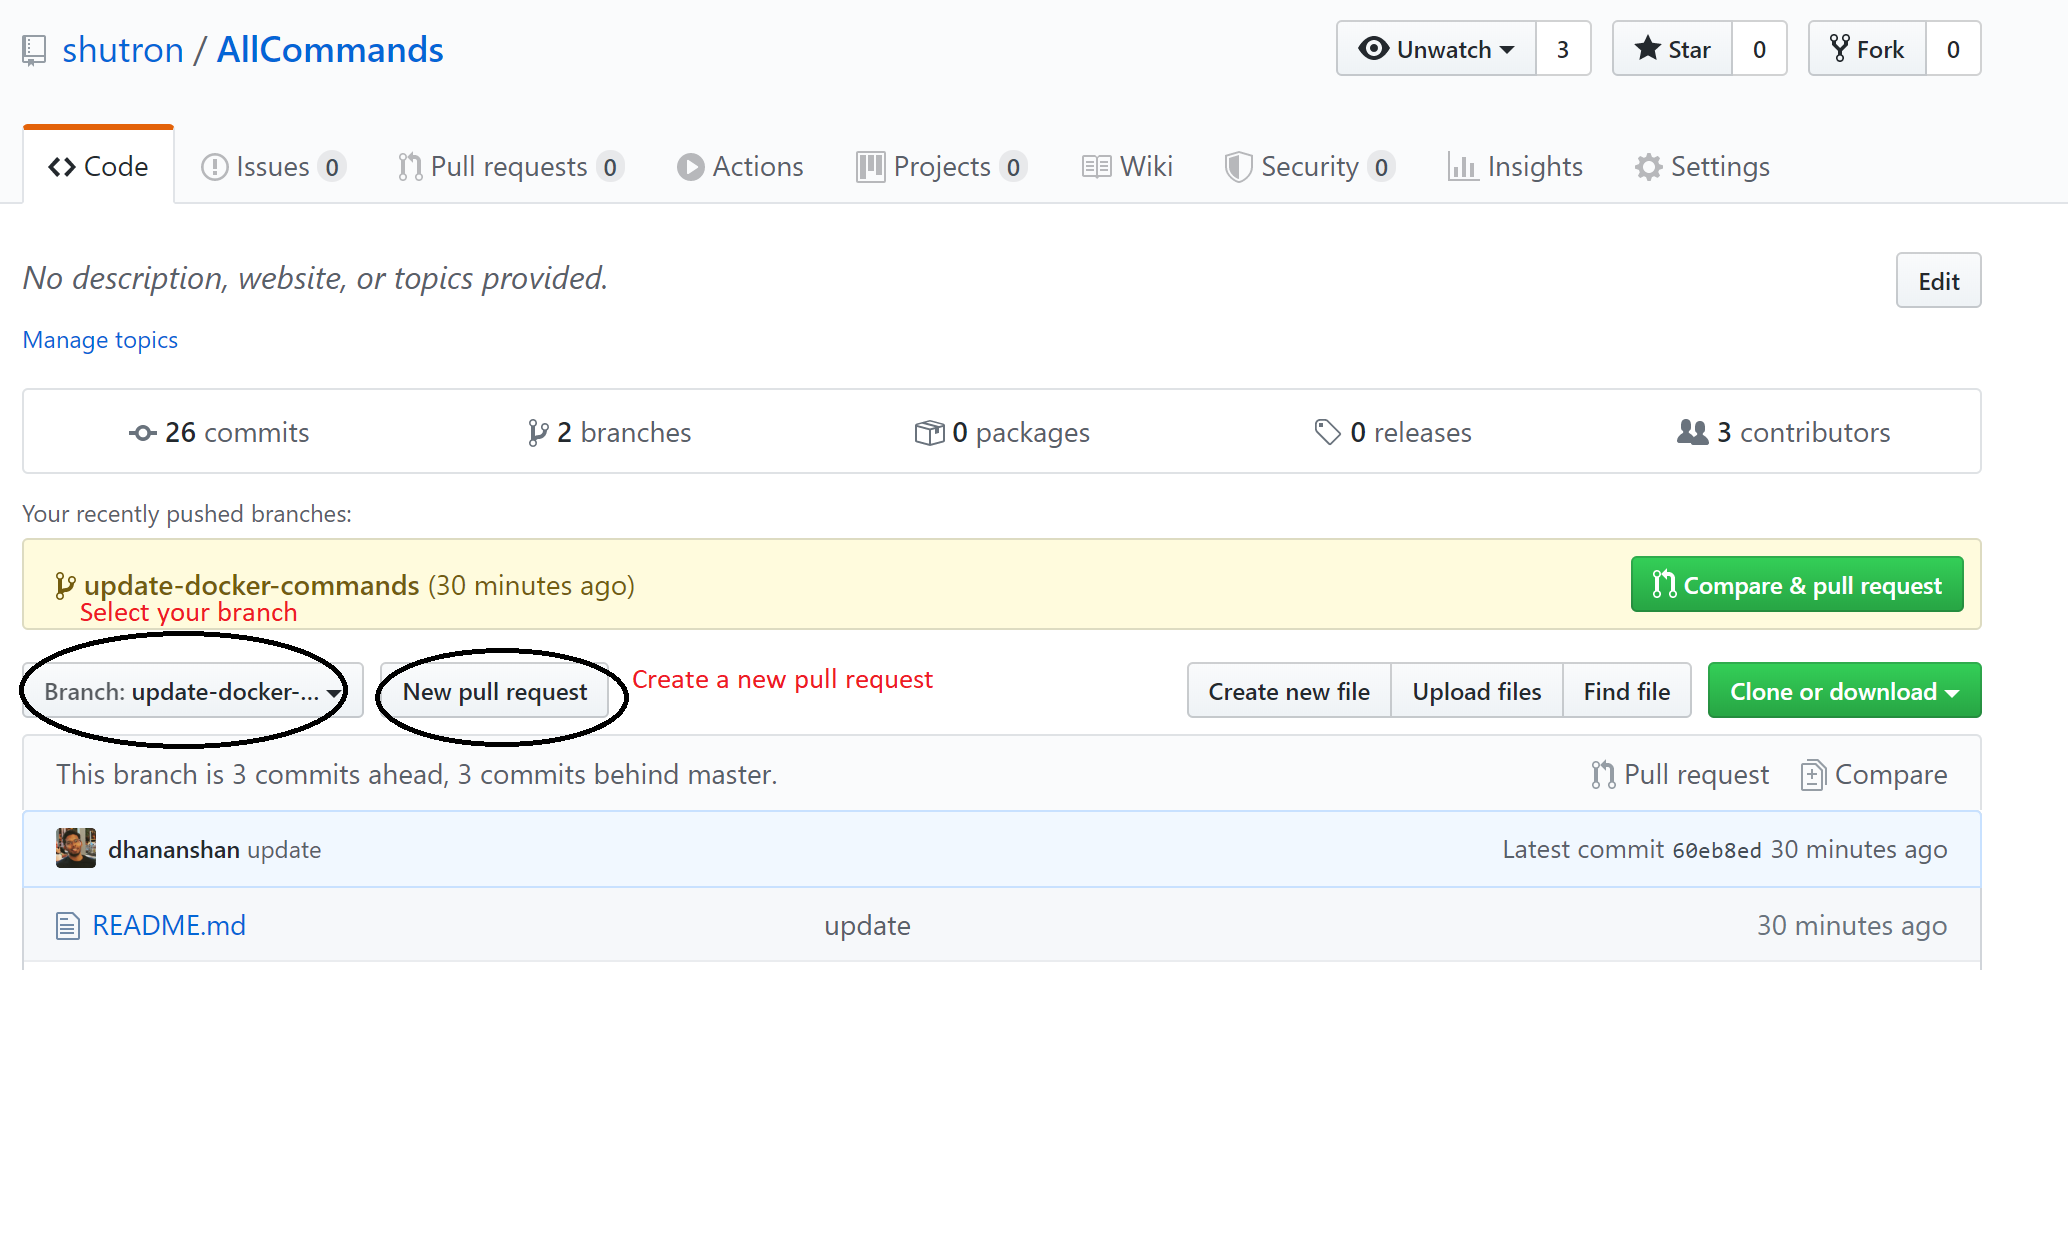 shutron / AllCommands
Unwatch 3 Star 0 Fork 0
Code Issues 0 Pull requests 0 Actions Projects 0 Wiki Security 0 Insights Settings
No description, website, or topics provided.
Edit
Manage topics
26 commits 2 branches 0 packages 0 releases 3 contributors
Your recently pushed branches:
update-docker-commands (30 minutes ago)
Compare & pull request
Select your branch
Branch: update-docker-... New pull request Create a new pull request Create new file Upload files Find file Clone or download
This branch is 3 commits ahead, 3 commits behind master. Pull request Compare
dhananshan update Latest commit 60eb8ed 30 minutes ago
README.md update 30 minutes ago